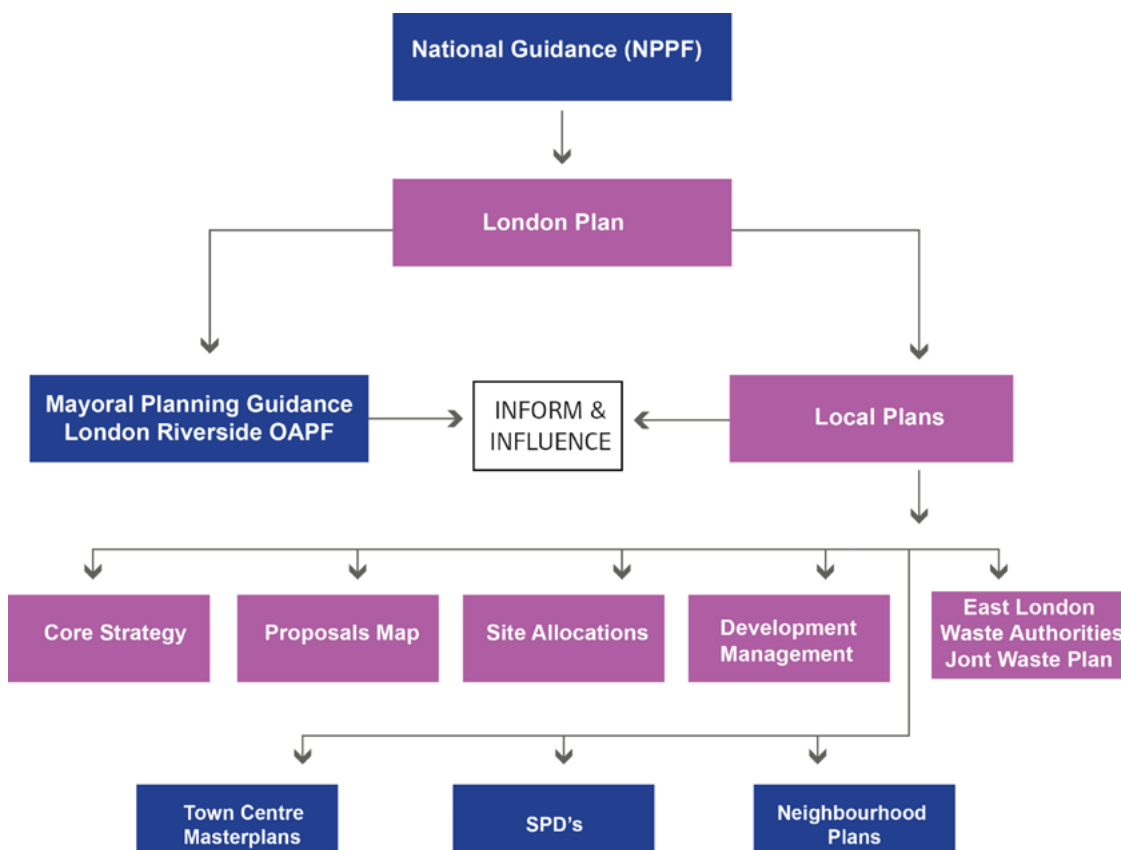 National Guidance (NPPF)
London Plan
Mayoral Planning Guidance
London Riverside OAPF
INFORM &
INFLUENCE
Local Plans
Core Strategy
Proposals Map
Site Allocations
Development
Management
East London
Waste Authorities
Jont Waste Plan
Town Centre
Masterplans
SPD's
Neighbourhood
Plans